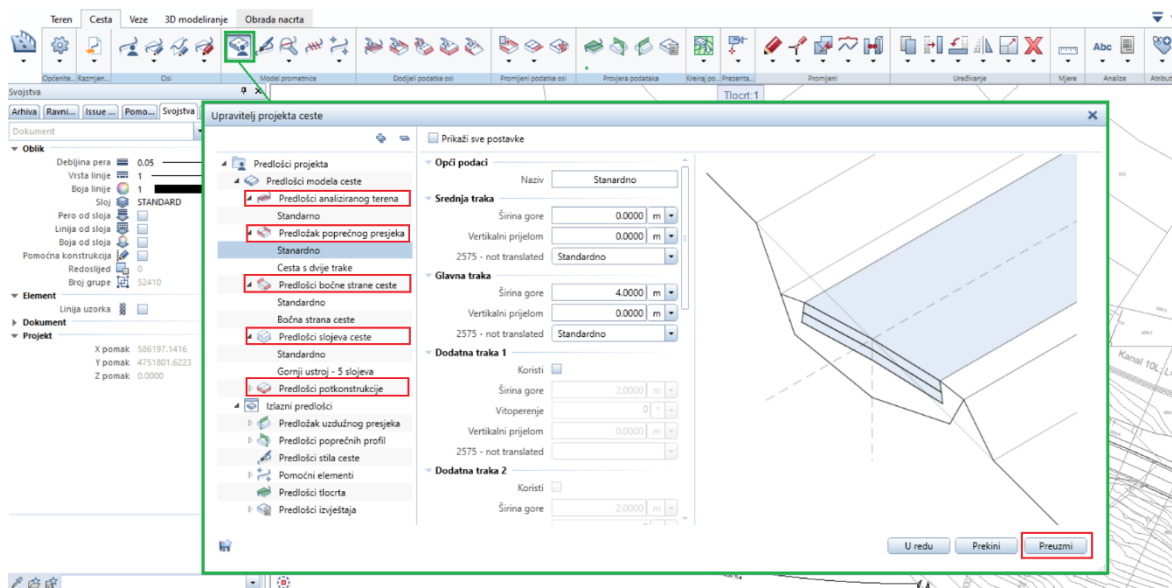 Teren Cesta Veze 3D modeliranje Obrada nacrta
Općenita... Razmjen... Osi Model prometnice Dodijel podatke osi Promijeni podatke osi Provjera podataka Kreiraj po... Prezenta... Promijeni Uređivanje Mjere Analize Atribut
Abc
Svojstva
Tlocrt:1
Arhiva Ravni... Issue ... Pomo... Svojstva
Dokument
Oblik
Debljina pera 0.05
Vrsta linije 1
Boja linije 1
Sloj STANDARD
Pero od sloja
Linija od sloja
Boja od sloja
Pomoćna konstrukcija
Redoslijed 0
Broj grupe 52410
Element
Linija uzorka
Dokument
Projekt
X pomak 586197.1416
Y pomak 4751801.6223
Z pomak 0.0000
Upravitelj projekta ceste
Predlošci projekta
Predlošci modela ceste
Predlošci analiziranog terena
Standarno
Predložak poprečnog presjeka
Stanardno
Cesta s dvije trake
Predlošci bočne strane ceste
Standardno
Bočna strana ceste
Predlošci slojeva ceste
Standardno
Gornji ustroj - 5 slojeva
Predlošci potkonstrukcije
Izlazni predlošci
Predložak uzdužnog presjeka
Predlošci poprečnih profil
Predlošci stila ceste
Pomoćni elementi
Predlošci tlocrta
Predlošci izvještaja
Prikaži sve postavke
Opći podaci
Naziv Stanardno
Srednja traka
Širina gore 0.0000 m
Vertikalni prijelom 0.0000 m
2575 - not translated Standardno
Glavna traka
Širina gore 4.0000 m
Vertikalni prijelom 0.0000 m
2575 - not translated Standardno
Dodatna traka 1
Koristi
Širina gore 2.0000 m
Vitoperenje 0 °
Vertikalni prijelom 0.0000 m
2575 - not translated
Dodatna traka 2
Koristi
Širina gore 2.0000 m
U redu Prekini Preuzmi
Kanal 10L